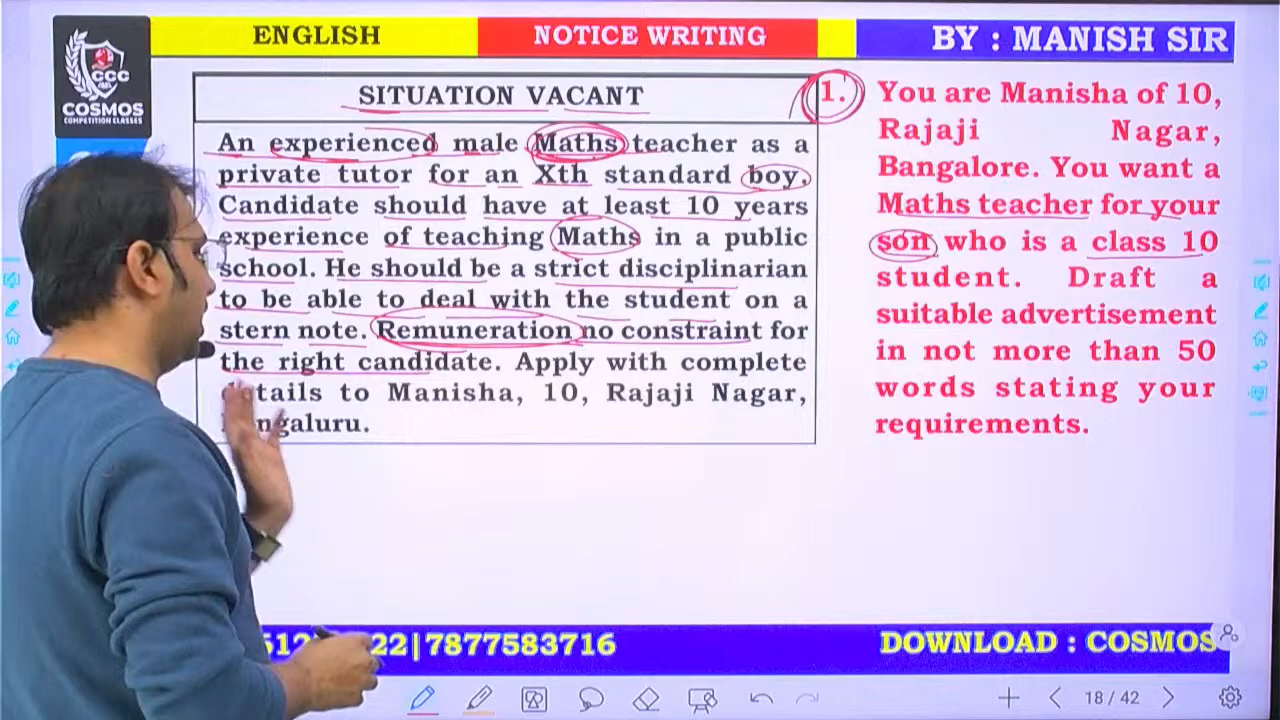 ENGLISH
NOTICE WRITING
BY : MANISH SIR
CCC
COSMOS
COMPETITION CLASSES
SITUATION VACANT
An experienced male Maths teacher as a
private tutor for an Xth standard boy.
Candidate should have at least 10 years
experience of teaching Maths in a public
school. He should be a strict disciplinarian
to be able to deal with the student on a
stern note. Remuneration no constraint for
the right candidate. Apply with complete
details to Manisha, 10, Rajaji Nagar,
1.
You are Manisha of 10,
Rajaji Nagar,
Bangalore. You want a
Maths teacher for your
son who is a class 10
student. Draft a
suitable advertisement
in not more than 50
words stating your
requirements.
22|7877583716
DOWNLOAD : COSMOS
18 / 42